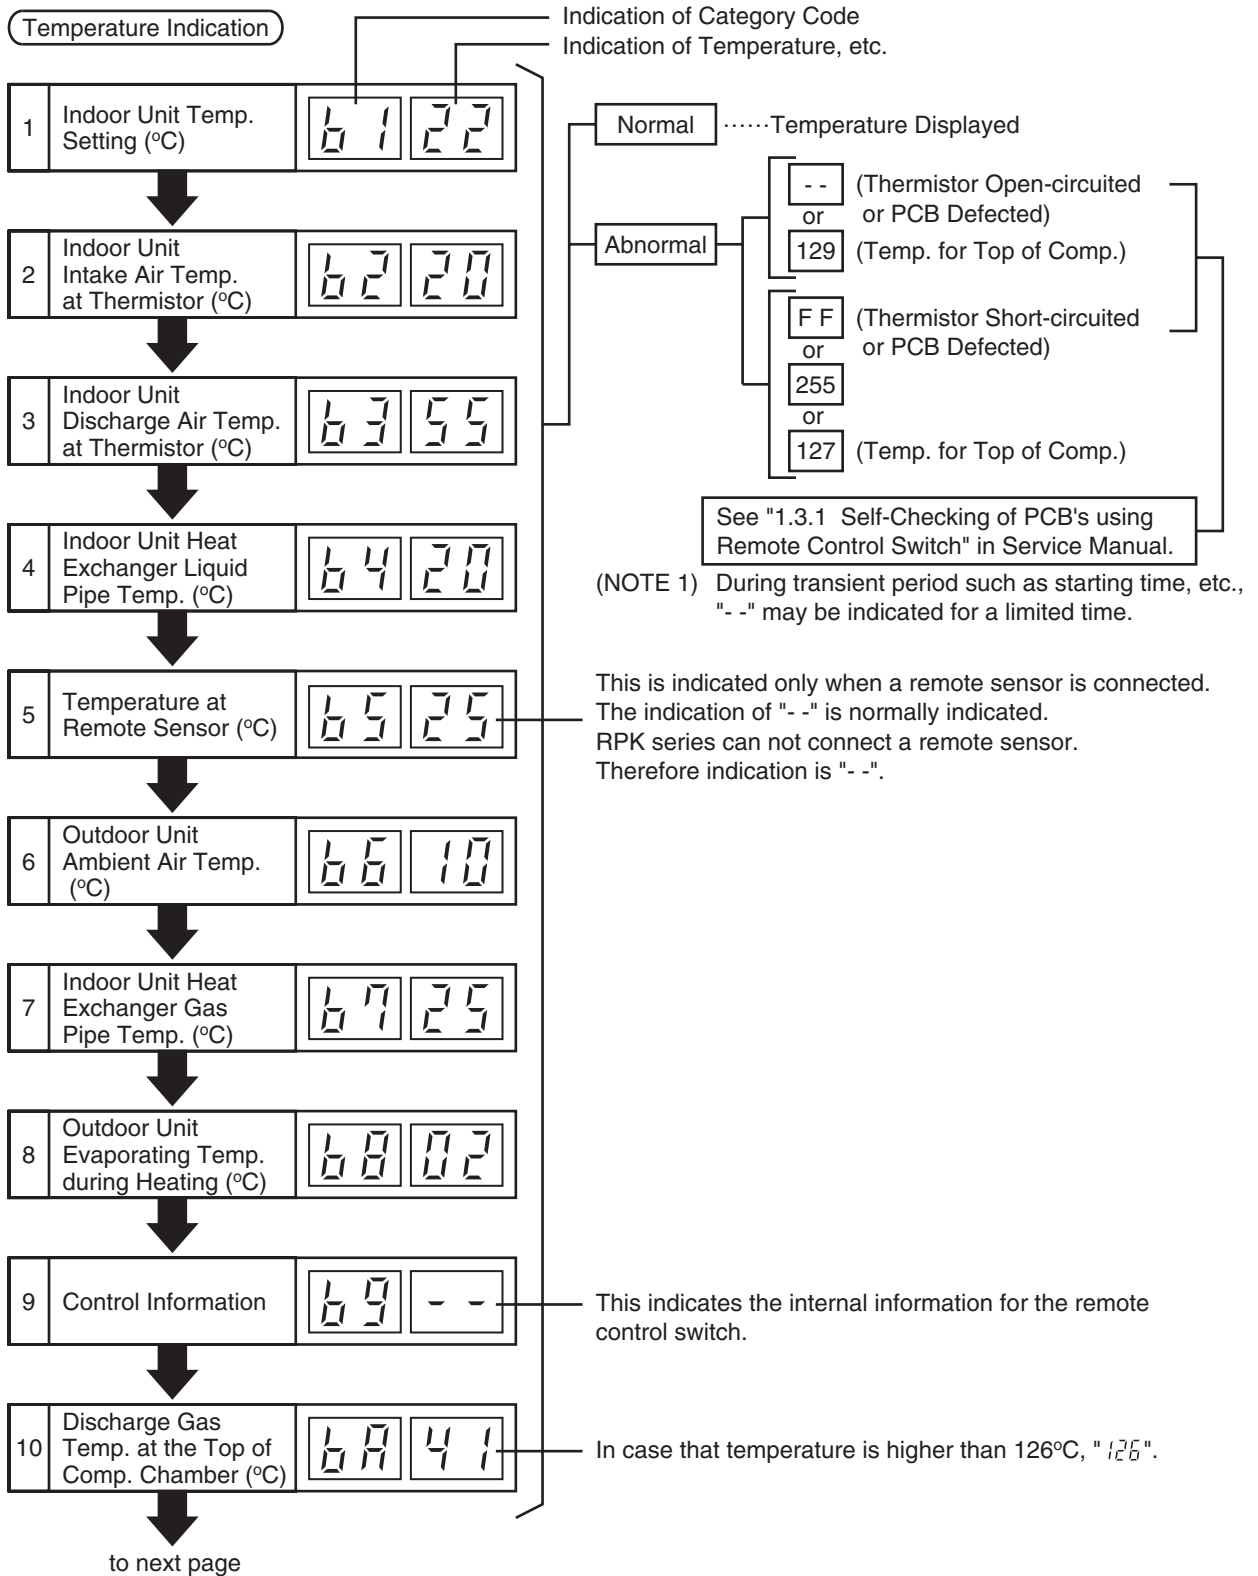 Temperature Indication
Indication of Category Code
Indication of Temperature, etc.
1
Indoor Unit Temp.
Setting (°C)
b1 22
2
Indoor Unit
Intake Air Temp.
at Thermistor (°C)
b2 20
3
Indoor Unit
Discharge Air Temp.
at Thermistor (°C)
b3 55
4
Indoor Unit Heat
Exchanger Liquid
Pipe Temp. (°C)
b4 20
5
Temperature at
Remote Sensor (°C)
b5 25
6
Outdoor Unit
Ambient Air Temp.
(°C)
b6 10
7
Indoor Unit Heat
Exchanger Gas
Pipe Temp. (°C)
b7 25
8
Outdoor Unit
Evaporating Temp.
during Heating (°C)
b8 02
9
Control Information
b9 - -
10
Discharge Gas
Temp. at the Top of
Comp. Chamber (°C)
bA 41
to next page
Normal ······Temperature Displayed
Abnormal
- - (Thermistor Open-circuited
or or PCB Defected)
129 (Temp. for Top of Comp.)
F F (Thermistor Short-circuited
or or PCB Defected)
255
or
127 (Temp. for Top of Comp.)
See "1.3.1 Self-Checking of PCB's using
Remote Control Switch" in Service Manual.
(NOTE 1) During transient period such as starting time, etc.,
"- -" may be indicated for a limited time.
This is indicated only when a remote sensor is connected.
The indication of "- -" is normally indicated.
RPK series can not connect a remote sensor.
Therefore indication is "- -".
This indicates the internal information for the remote
control switch.
In case that temperature is higher than 126°C, "126".